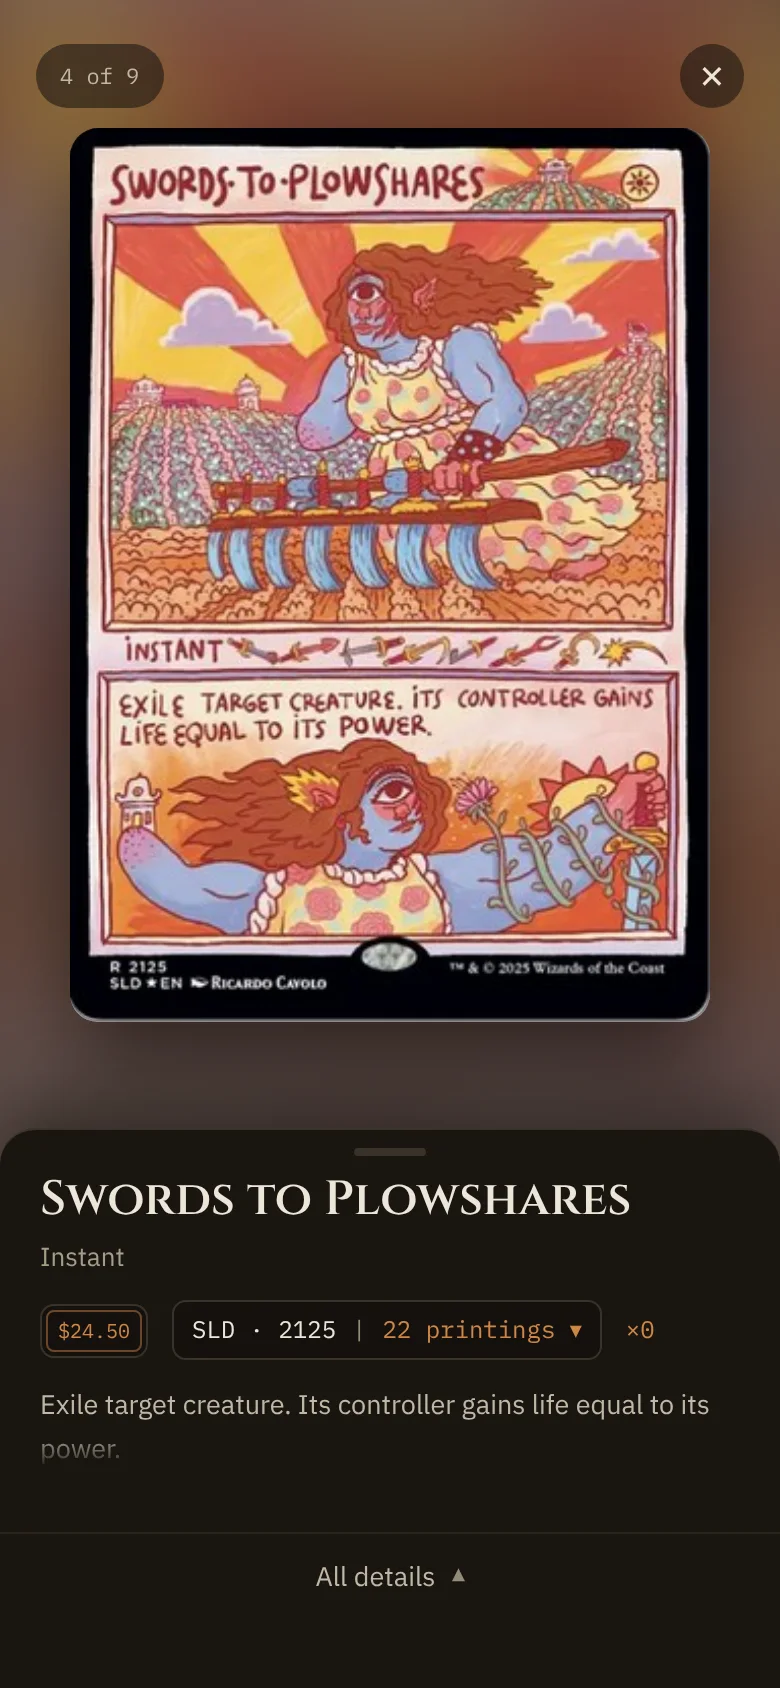 4 of 9
SWORDS·TO·PLOWSHARES
INSTANT
EXILE TARGET CREATURE. ITS CONTROLLER GAINS
LIFE EQUAL TO ITS POWER.
R 2125
SLD ★ EN RICARDO CAVOLO
™ & © 2025 Wizards of the Coast
Swords to Plowshares
Instant
$24.50
SLD · 2125 | 22 printings ▼
×0
Exile target creature. Its controller gains life equal to its
power.
All details ▲